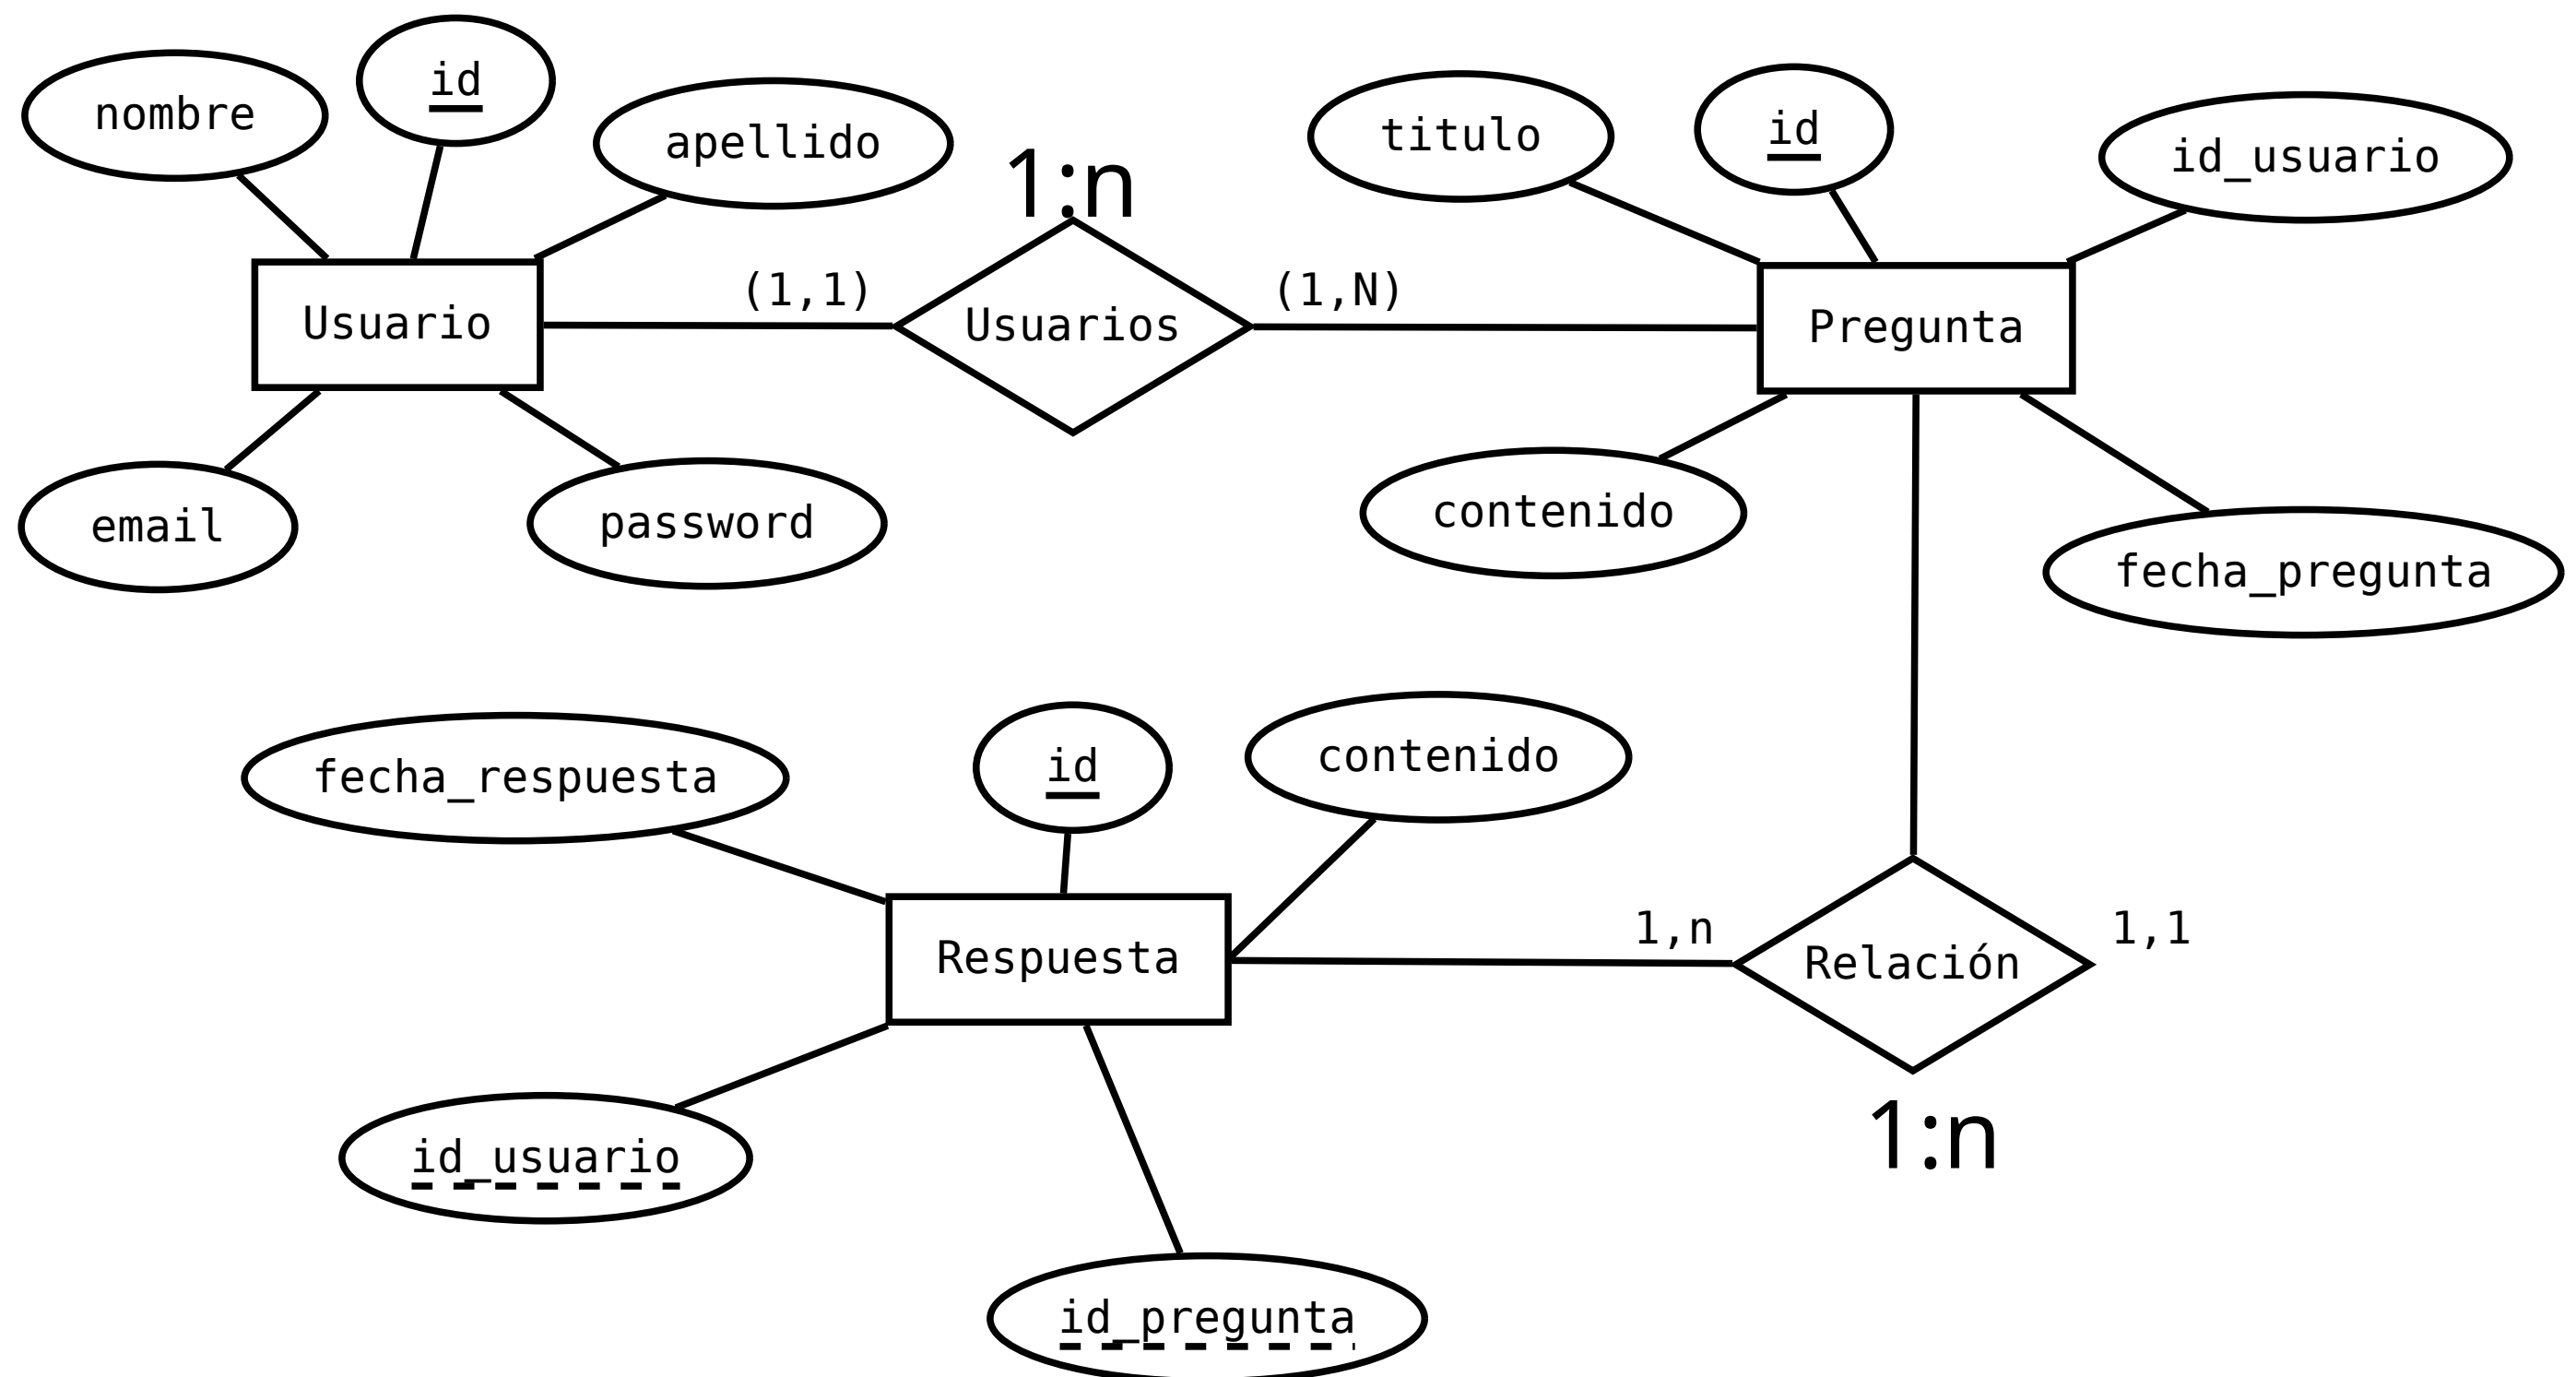 nombre
id
apellido
1:n
titulo
id
id_usuario
Usuario
(1,1)
Usuarios
(1,N)
Pregunta
email
password
contenido
fecha_pregunta
fecha_respuesta
id
contenido
Respuesta
1,n
Relación
1,1
id_usuario
1:n
id_pregunta